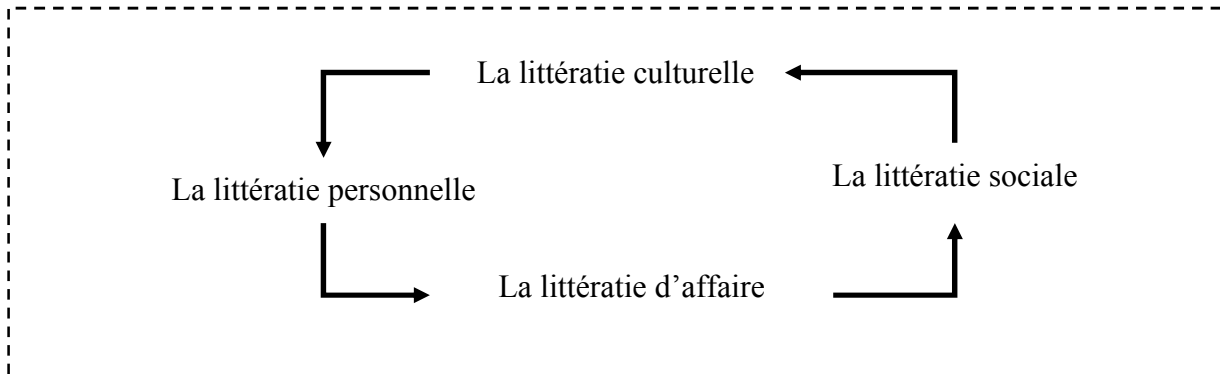 La littératie culturelle
La littératie sociale
La littératie personnelle
La littératie d’affaire